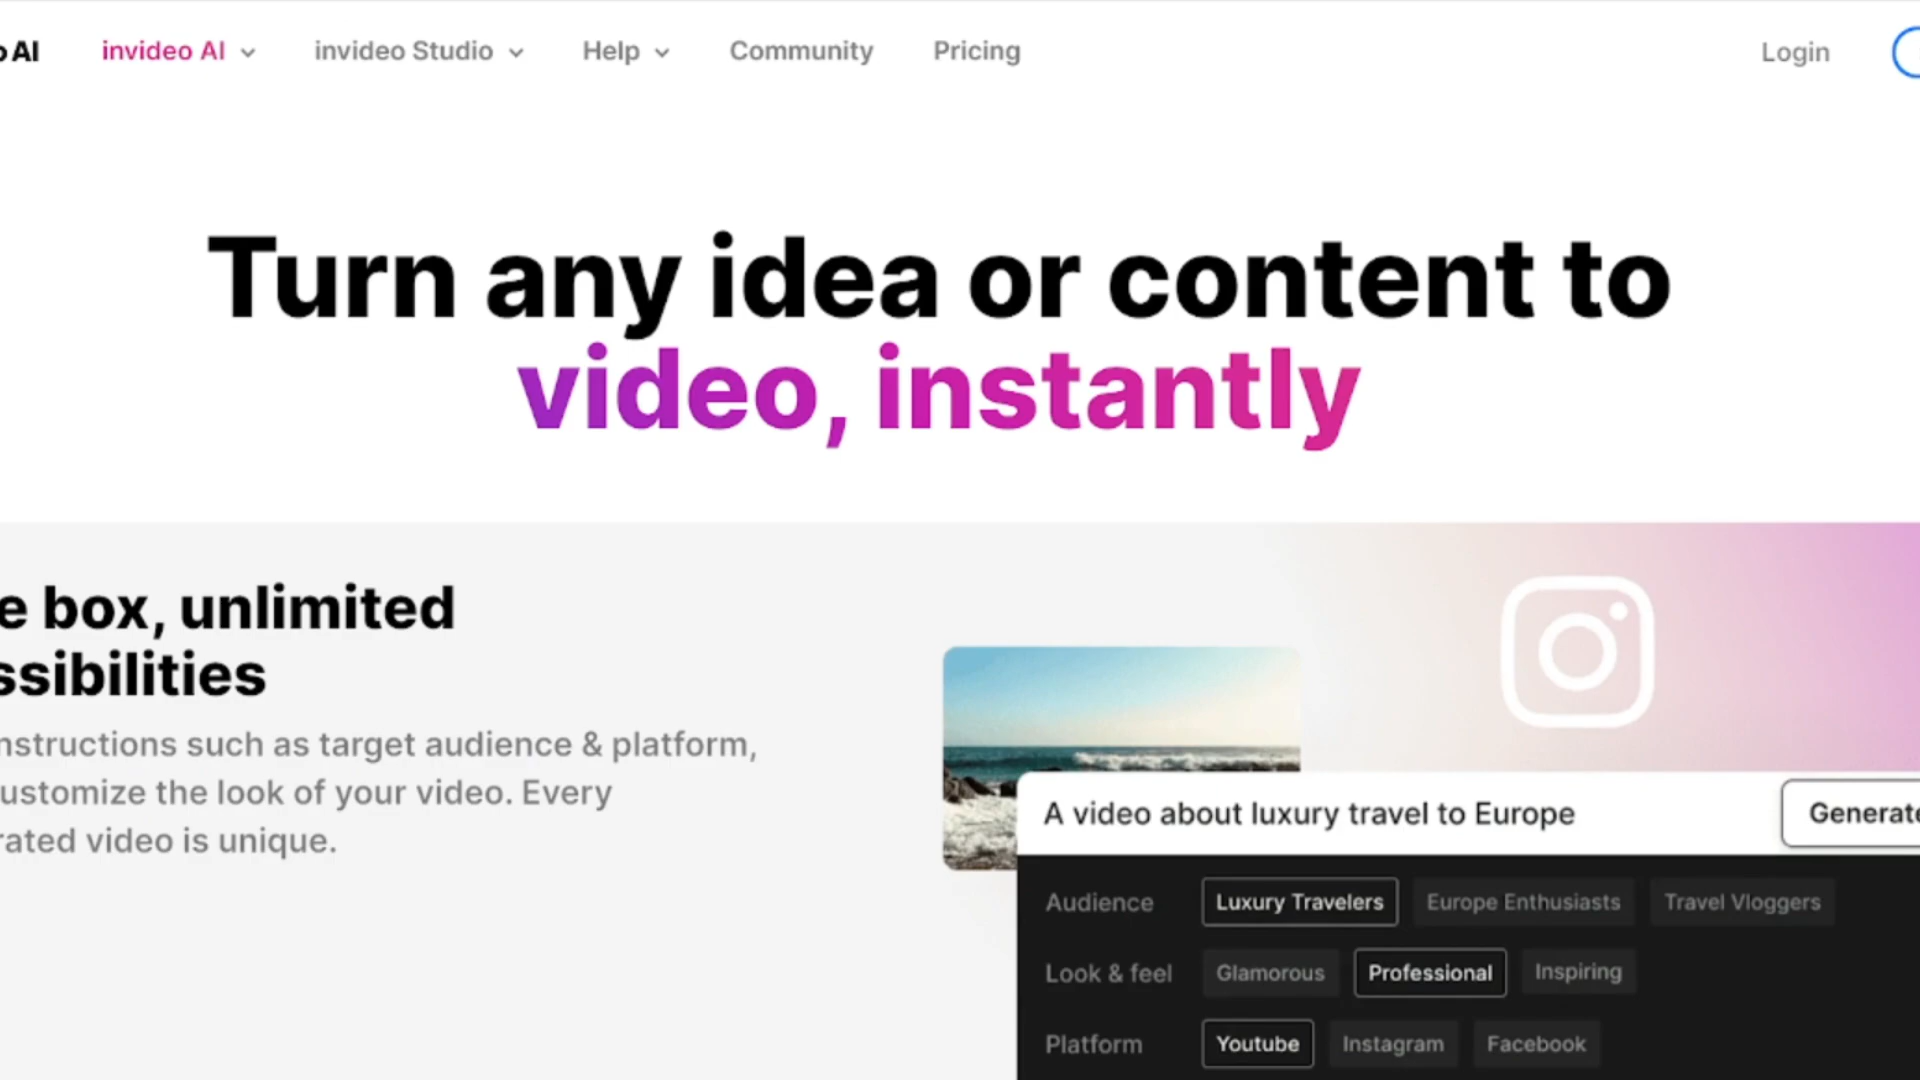 AI
invideo AI
invideo Studio
Help
Community
Pricing
Login
Turn any idea or content to
video, instantly
e box, unlimited
ssibilities
nstructions such as target audience & platform,
ustomize the look of your video. Every
rated video is unique.
A video about luxury travel to Europe
Generate
Audience
Luxury Travelers
Europe Enthusiasts
Travel Vloggers
Look & feel
Glamorous
Professional
Inspiring
Platform
Youtube
Instagram
Facebook